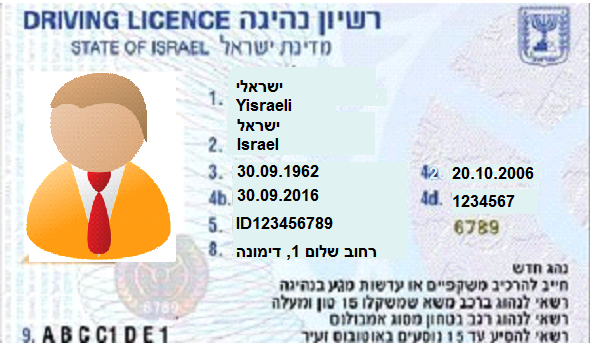 DRIVING LICENCE רשיון נהיגה
STATE OF ISRAEL מדינת ישראל
1. ישראלי
Yisraeli
ישראל
2. Israel
3. 30.09.1962 4a. 20.10.2006
4b. 30.09.2016 4d. 1234567
5. ID123456789 6789
8. רחוב שלום 1, דימונה
נהג חדש
חייב להרכיב משקפיים או עדשות מגע בנהיגה
רשאי לנהוג ברכב משא שמשקלו 15 טון ומעלה
רשאי לנהוג רכב בטחון מסוג אמבולנס
רשאי להסיע עד 15 נוסעים באוטובוס זעיר
6789
9. A B C C1 D E 1